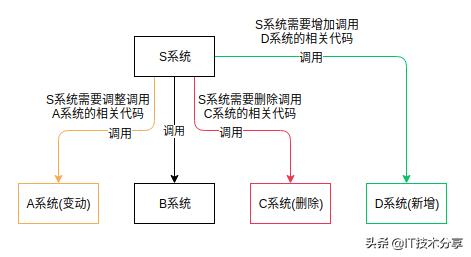 S系统需要增加调用
D系统的相关代码
调用
S系统
S系统需要调整调用
A系统的相关代码
调用
调用
S系统需要删除调用
C系统的相关代码
调用
A系统(变动)
B系统
C系统(删除)
D系统(新增)
头条 @IT技术分享